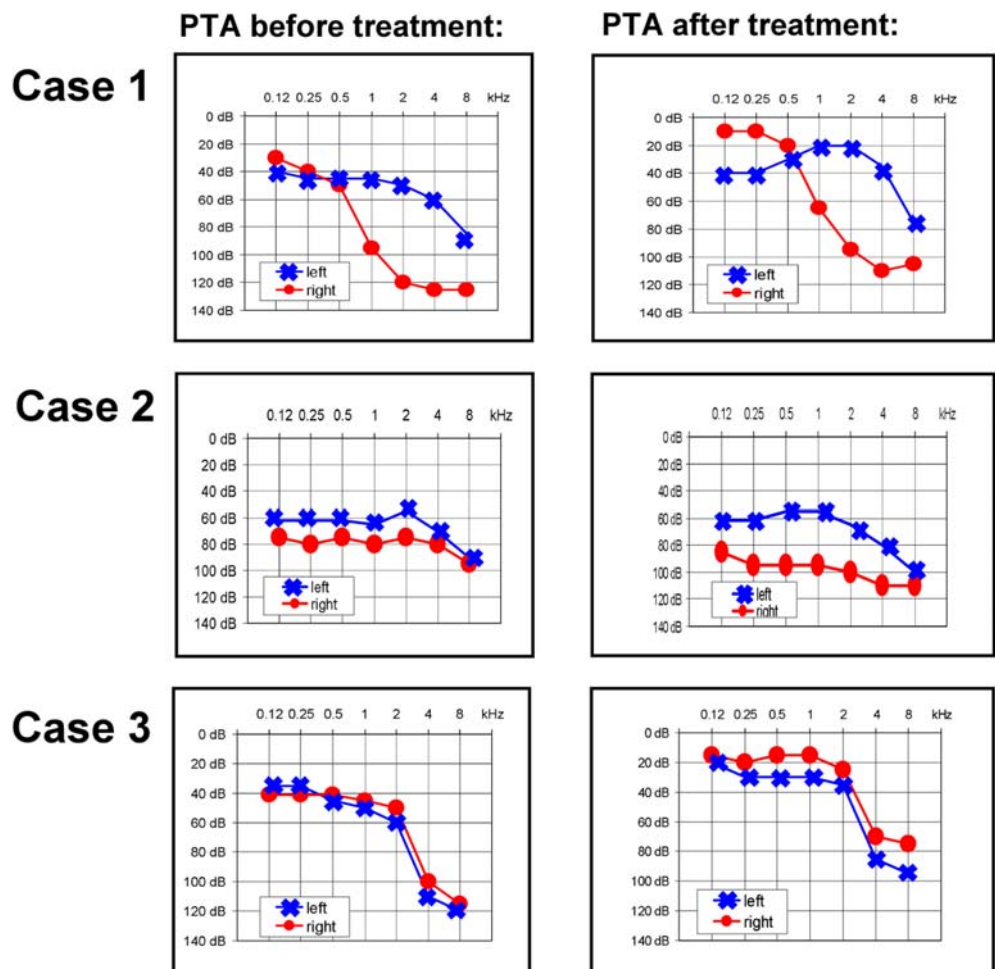 PTA before treatment: PTA after treatment:
Case 1
0.12 0.25 0.5 1 2 4 8 kHz
0 dB
20 dB
40 dB
60 dB
80 dB
100 dB
120 dB
140 dB
left
right
0.12 0.25 0.5 1 2 4 8 kHz
0 dB
20 dB
40 dB
60 dB
80 dB
100 dB
120 dB
140 dB
left
right
Case 2
0.12 0.25 0.5 1 2 4 8 kHz
0 dB
20 dB
40 dB
60 dB
80 dB
100 dB
120 dB
140 dB
left
right
0.12 0.25 0.5 1 2 4 8 kHz
0 dB
20 dB
40 dB
60 dB
80 dB
100 dB
120 dB
140 dB
left
right
Case 3
0.12 0.25 0.5 1 2 4 8 kHz
0 dB
20 dB
40 dB
60 dB
80 dB
100 dB
120 dB
140 dB
left
right
0.12 0.25 0.5 1 2 4 8 kHz
0 dB
20 dB
40 dB
60 dB
80 dB
100 dB
120 dB
140 dB
left
right